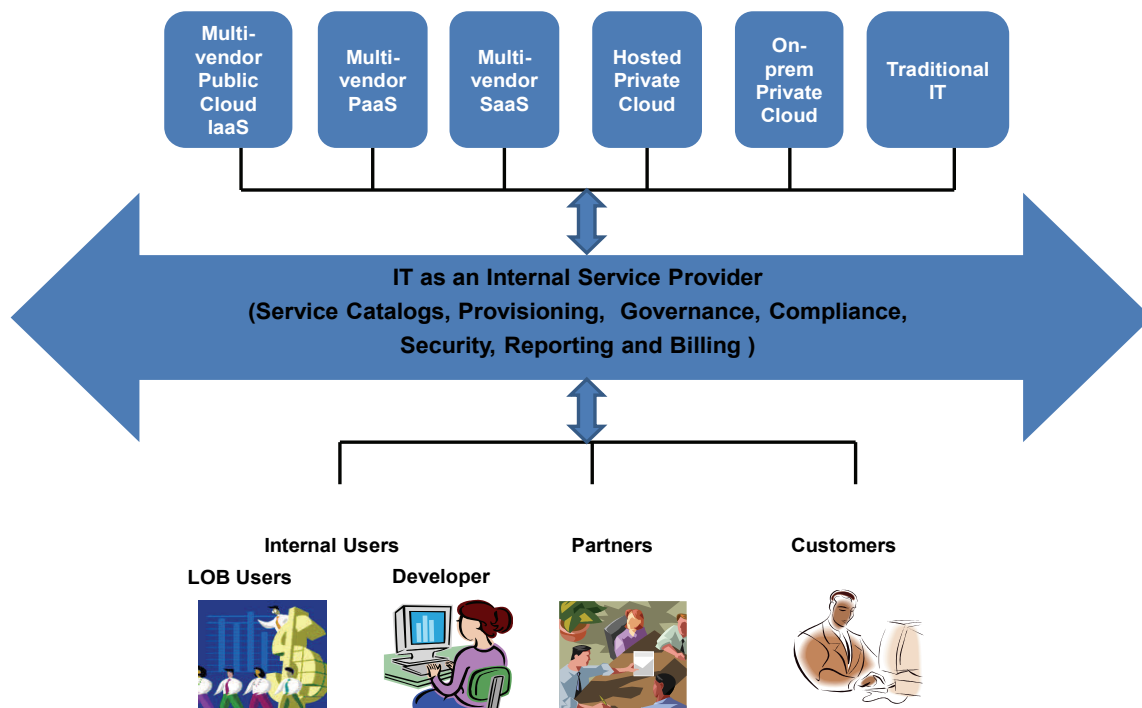 Multi-
vendor
Public
Cloud
IaaS
Multi-
vendor
PaaS
Multi-
vendor
SaaS
Hosted
Private
Cloud
On-
prem
Private
Cloud
Traditional
IT
IT as an Internal Service Provider
(Service Catalogs, Provisioning,  Governance, Compliance,
Security, Reporting and Billing )
Internal Users
Partners
Customers
LOB Users
Developer